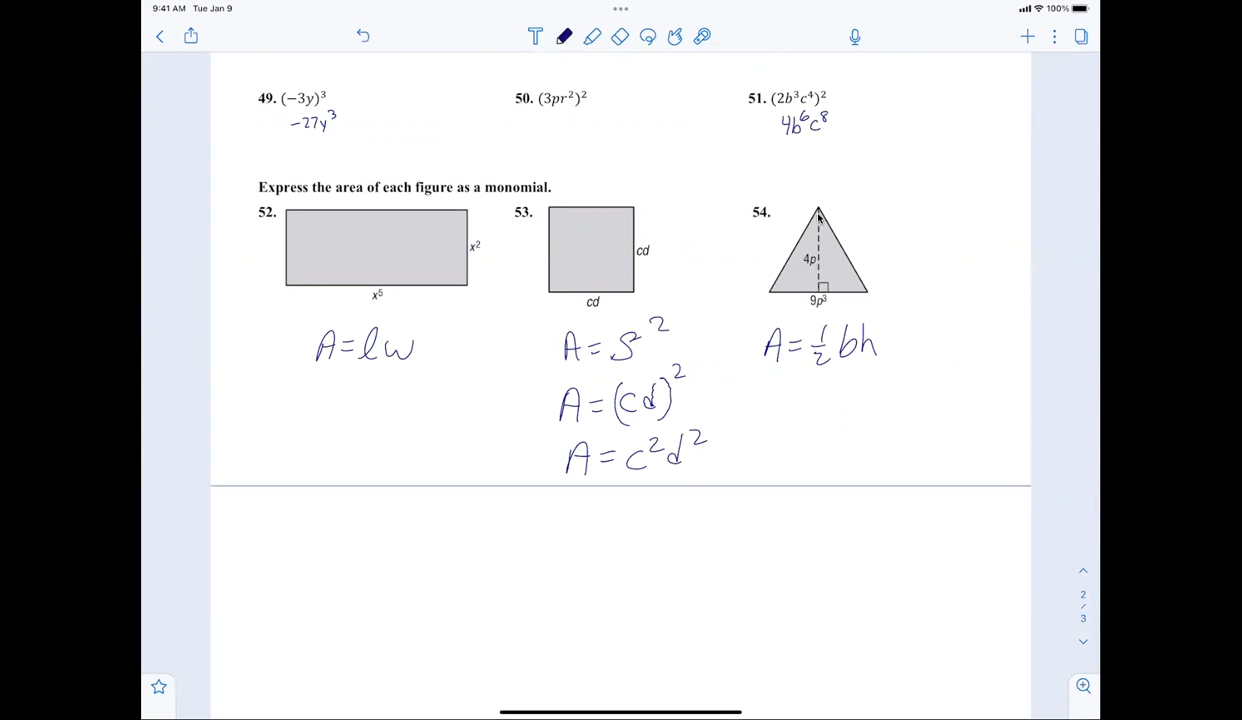 9:41 AM Tue Jan 9
100%
49. (−3y)³
50. (3pr²)²
51. (2b³c⁴)²
-27y³
4b⁶c⁸
Express the area of each figure as a monomial.
52.
53.
54.
x²
cd
4p
x⁵
cd
9p³
A = lw
A = s²
A = ½ bh
A = (cd)²
A = c²d²
2
/
3